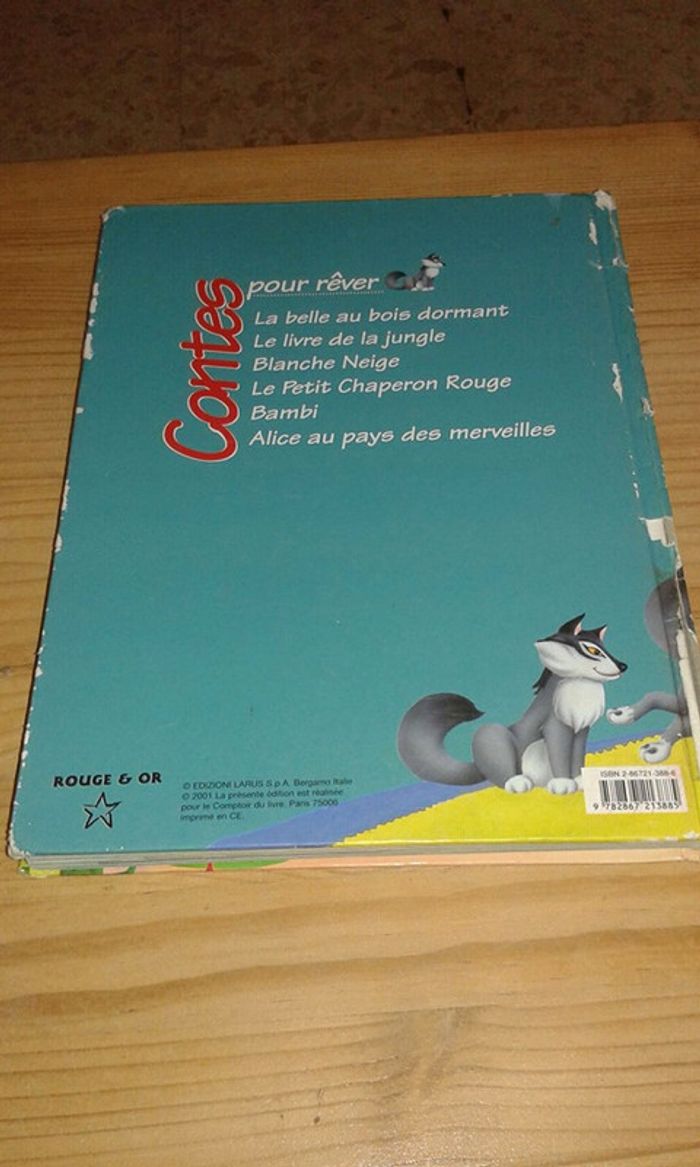 Contes
pour rêver
La belle au bois dormant
Le livre de la jungle
Blanche Neige
Le Petit Chaperon Rouge
Bambi
Alice au pays des merveilles
ROUGE & OR
© EDIZIONI LARUS S.p.A. Bergamo Italie
© 2001 La présente édition est réalisée
pour le Comptoir du livre, Paris 75006
imprimé en CE.
ISBN 2-86721-388-6
9 782867 213885